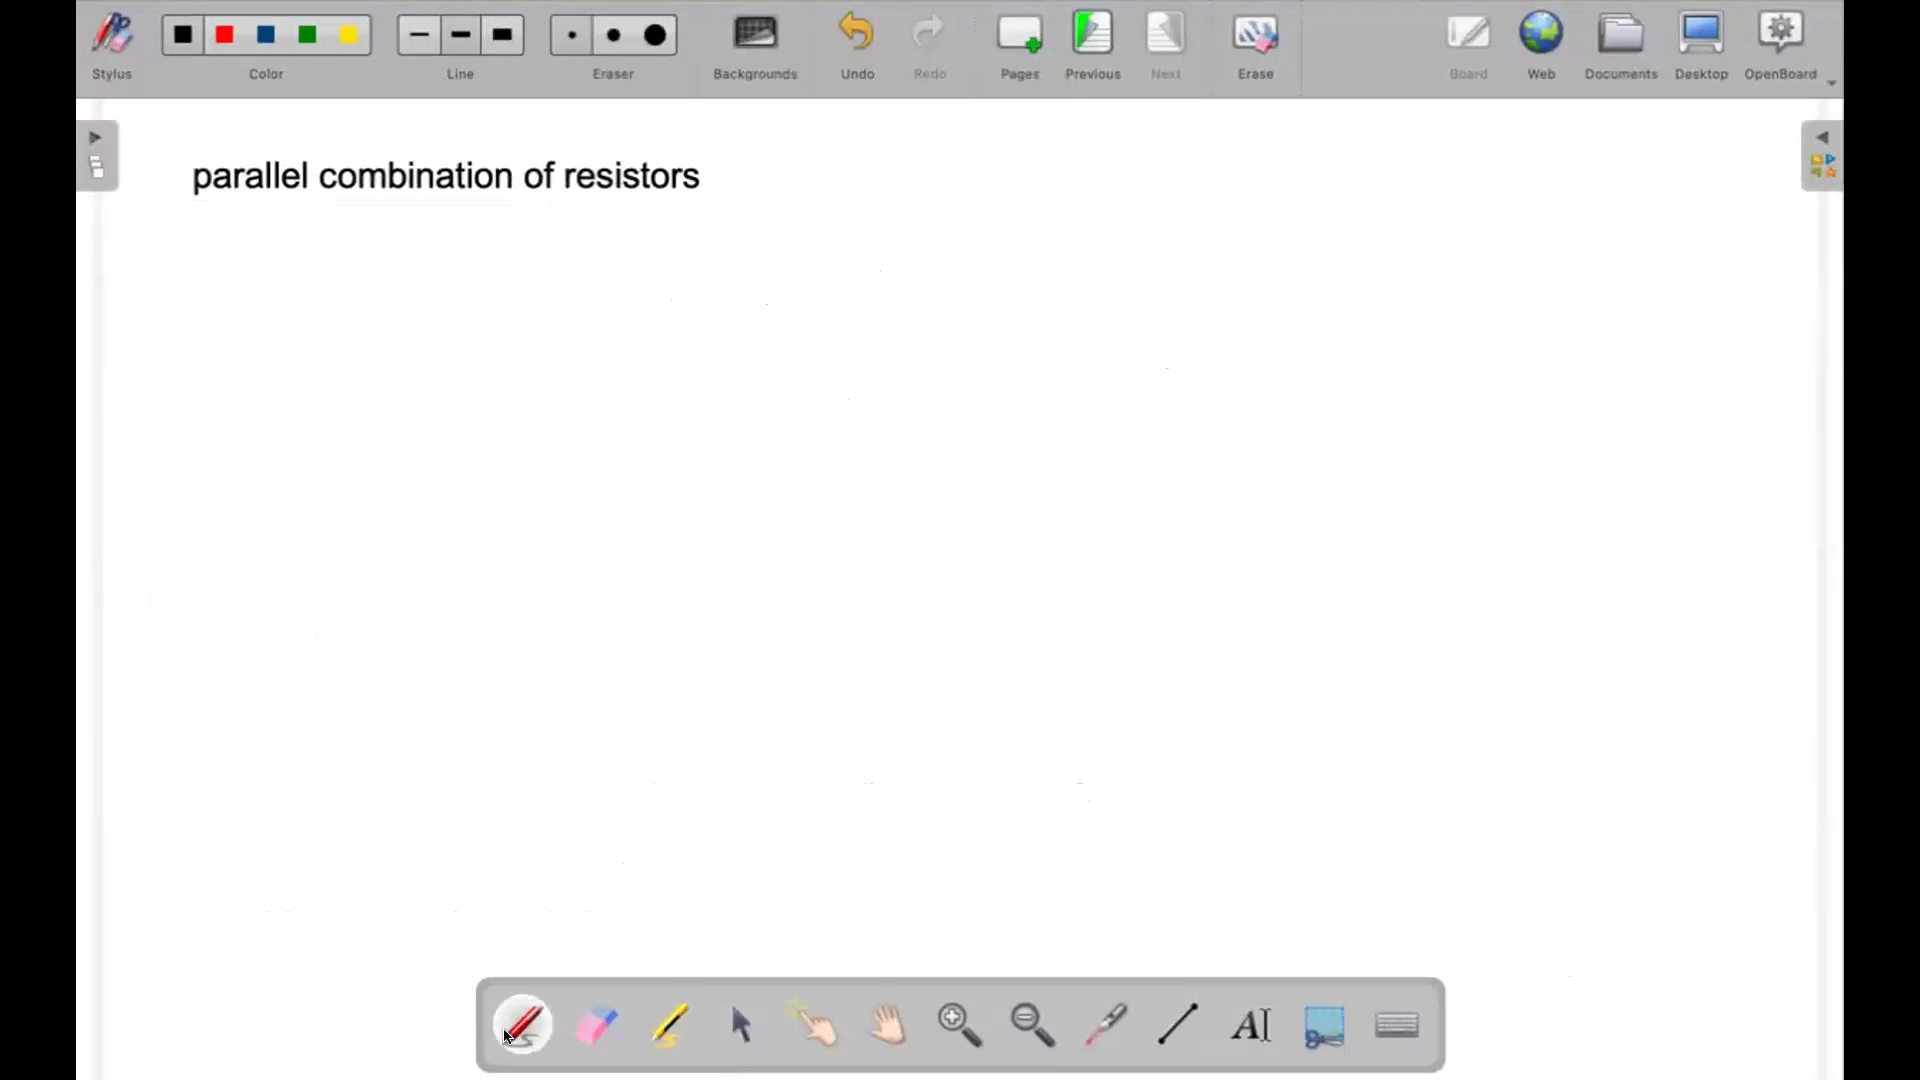 Stylus Color Line Eraser Backgrounds Undo Redo Pages Previous Next Erase Board Web Documents Desktop OpenBoard
parallel combination of resistors